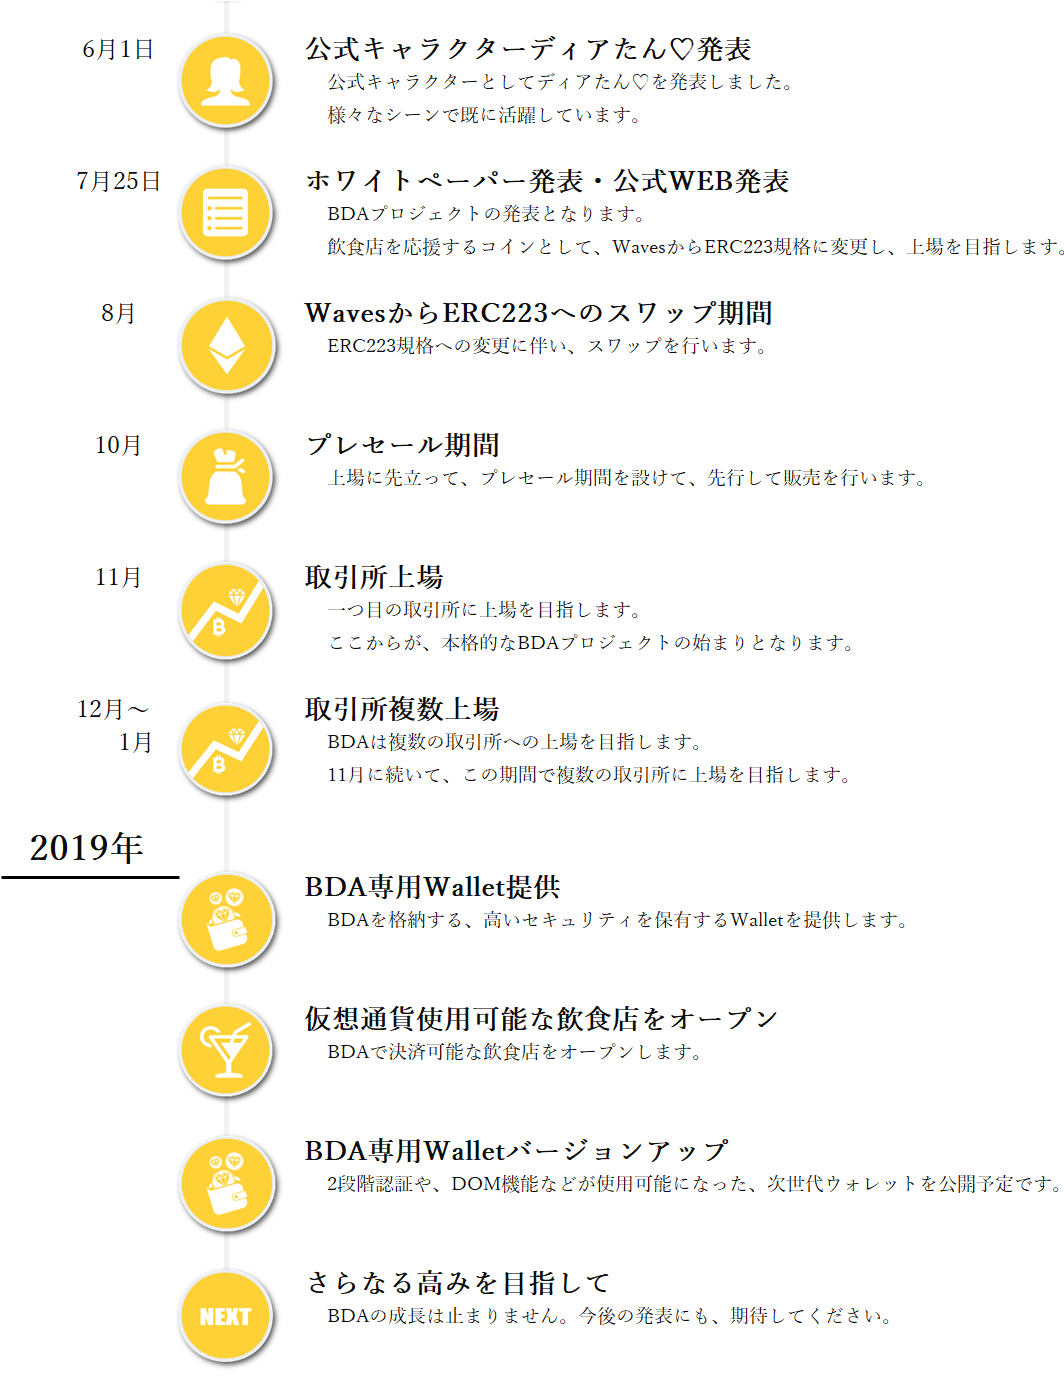 6月1日
公式キャラクターディアたん♡発表
公式キャラクターとしてディアたん♡を発表しました。
様々なシーンで既に活躍しています。
7月25日
ホワイトペーパー発表・公式WEB発表
BDAプロジェクトの発表となります。
飲食店を応援するコインとして、WavesからERC223規格に変更し、上場を目指します。
8月
WavesからERC223へのスワップ期間
ERC223規格への変更に伴い、スワップを行います。
10月
プレセール期間
上場に先立って、プレセール期間を設けて、先行して販売を行います。
11月
取引所上場
一つ目の取引所に上場を目指します。
ここからが、本格的なBDAプロジェクトの始まりとなります。
12月～
1月
取引所複数上場
BDAは複数の取引所への上場を目指します。
11月に続いて、この期間で複数の取引所に上場を目指します。
2019年
BDA専用Wallet提供
BDAを格納する、高いセキュリティを保有するWalletを提供します。
仮想通貨使用可能な飲食店をオープン
BDAで決済可能な飲食店をオープンします。
BDA専用Walletバージョンアップ
2段階認証や、DOM機能などが使用可能になった、次世代ウォレットを公開予定です。
NEXT
さらなる高みを目指して
BDAの成長は止まりません。今後の発表にも、期待してください。